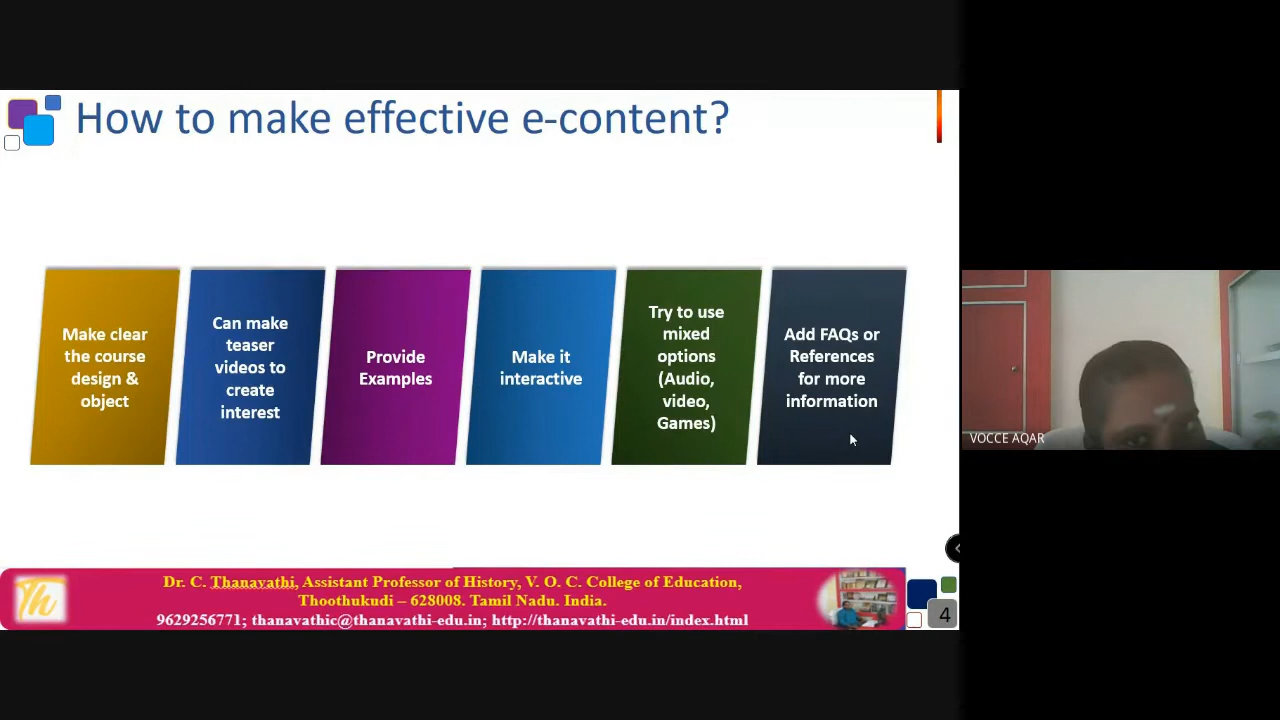 How to make effective e-content?
Make clear
the course
design &
object
Can make
teaser
videos to
create
interest
Provide
Examples
Make it
interactive
Try to use
mixed
options
(Audio,
video,
Games)
Add FAQs or
References
for more
information
VOCCE AQAR
Th
Dr. C. Thanavathi, Assistant Professor of History, V. O. C. College of Education,
Thoothukudi – 628008. Tamil Nadu. India.
9629256771; thanavathic@thanavathi-edu.in; http://thanavathi-edu.in/index.html
4